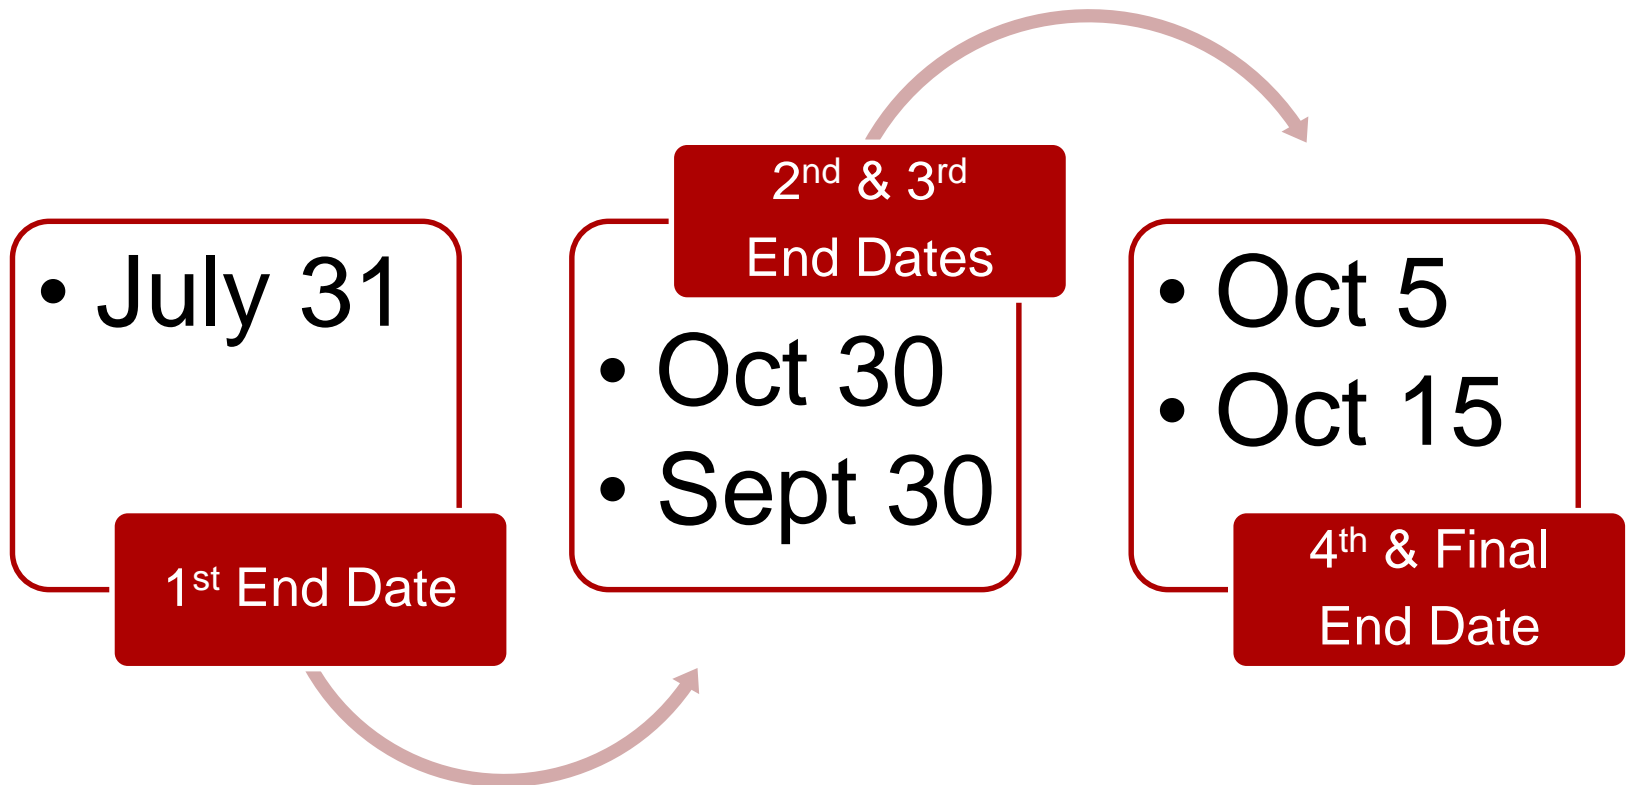 • July 31
1st End Date
2nd & 3rd
End Dates
• Oct 30
• Sept 30
• Oct 5
• Oct 15
4th & Final
End Date